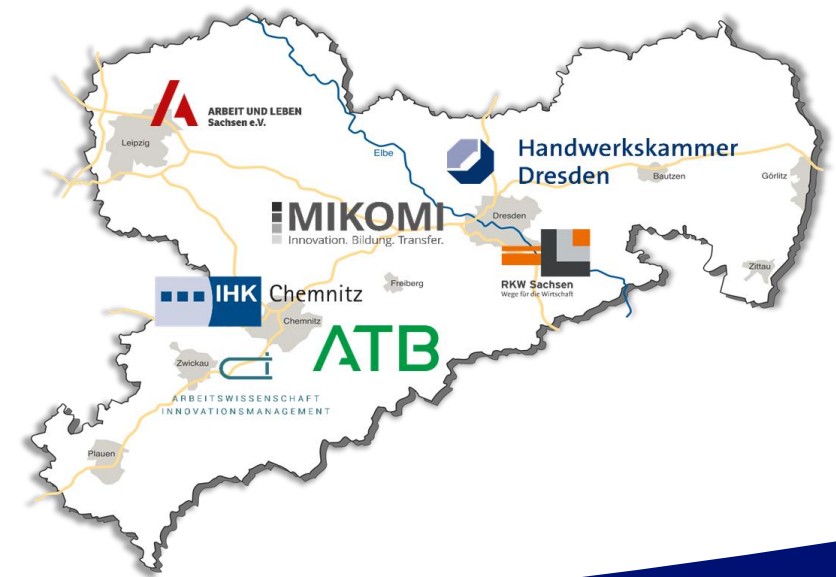 ARBEIT UND LEBEN
Sachsen e.V.
Leipzig
Elbe
Handwerkskammer
Dresden
Bautzen
Görlitz
MIKOMI
Innovation. Bildung. Transfer.
Dresden
RKW Sachsen
Wege für die Wirtschaft
Zittau
IHK Chemnitz
Freiberg
Chemnitz
ATB
Zwickau
ARBEITSWISSENSCHAFT
INNOVATIONSMANAGEMENT
Plauen